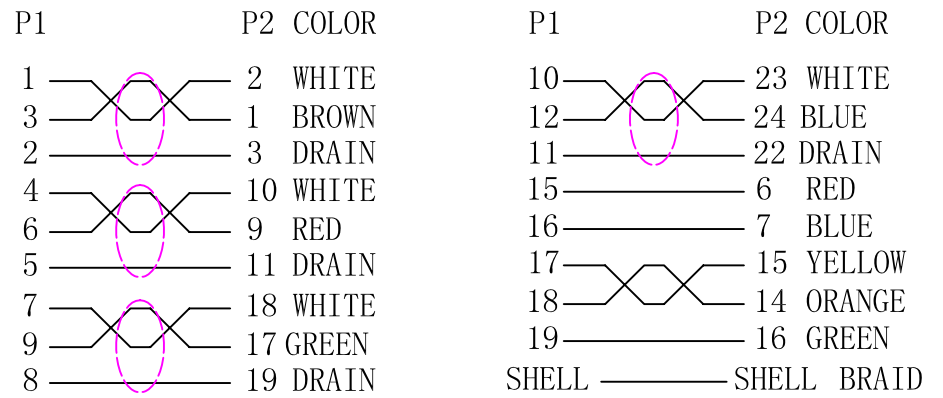 P1 P2 COLOR
1 2 WHITE
3 1 BROWN
2 3 DRAIN
4 10 WHITE
6 9 RED
5 11 DRAIN
7 18 WHITE
9 17 GREEN
8 19 DRAIN
P1 P2 COLOR
10 23 WHITE
12 24 BLUE
11 22 DRAIN
15 6 RED
16 7 BLUE
17 15 YELLOW
18 14 ORANGE
19 16 GREEN
SHELL SHELL BRAID